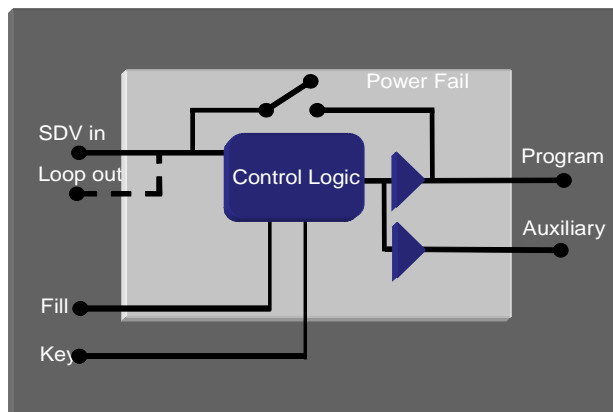 Power Fail
SDV in
Loop out
Control Logic
Program
Auxiliary
Fill
Key